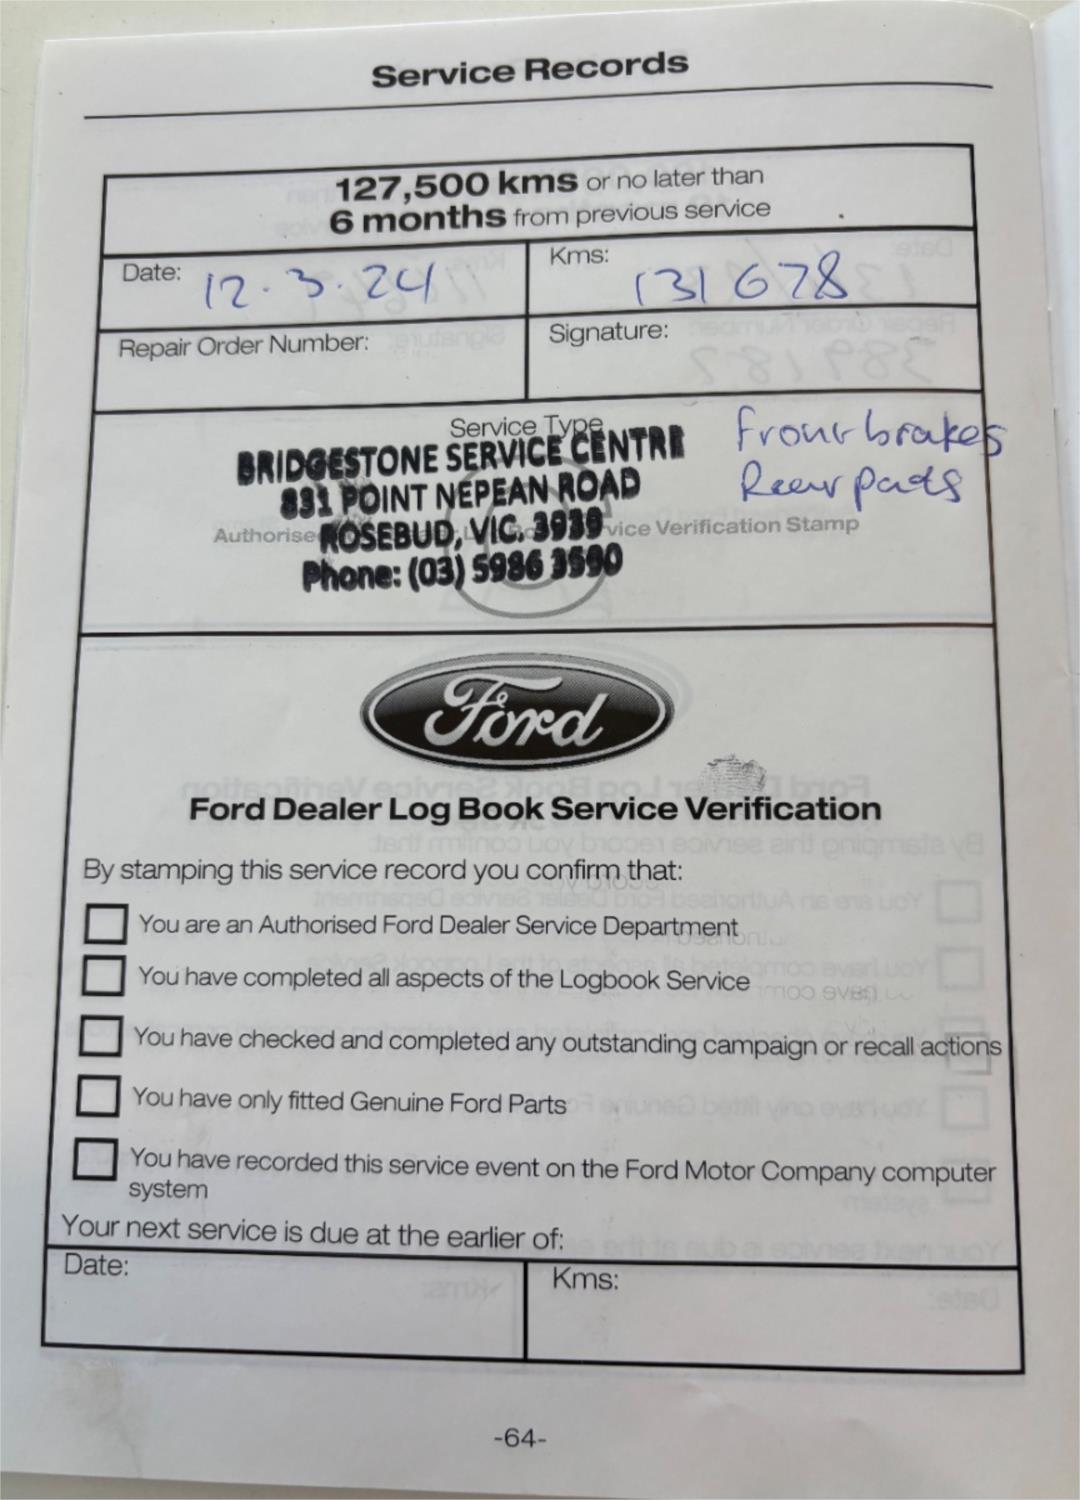 Service Records
127,500 kms or no later than
6 months from previous service
Date: 12.3.24
Kms: 131678
Repair Order Number:
Signature:
Service Type
BRIDGESTONE SERVICE CENTRE
831 POINT NEPEAN ROAD
ROSEBUD, VIC. 3939
Phone: (03) 5986 3590
Front brakes
Rear pads
Authorised
Service Verification Stamp
Ford
Ford Dealer Log Book Service Verification
By stamping this service record you confirm that:
You are an Authorised Ford Dealer Service Department
You have completed all aspects of the Logbook Service
You have checked and completed any outstanding campaign or recall actions
You have only fitted Genuine Ford Parts
You have recorded this service event on the Ford Motor Company computer
system
Your next service is due at the earlier of:
Date:
Kms:
-64-